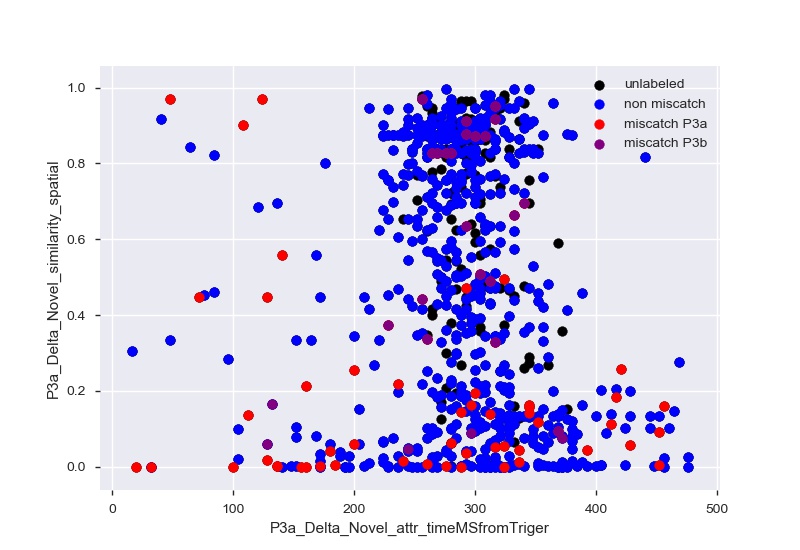 1.0
0.8
0.6
0.4
0.2
0.0
P3a_Delta_Novel_similarity_spatial
unlabeled
non miscatch
miscatch P3a
miscatch P3b
0 100 200 300 400 500
P3a_Delta_Novel_attr_timeMSfromTriger